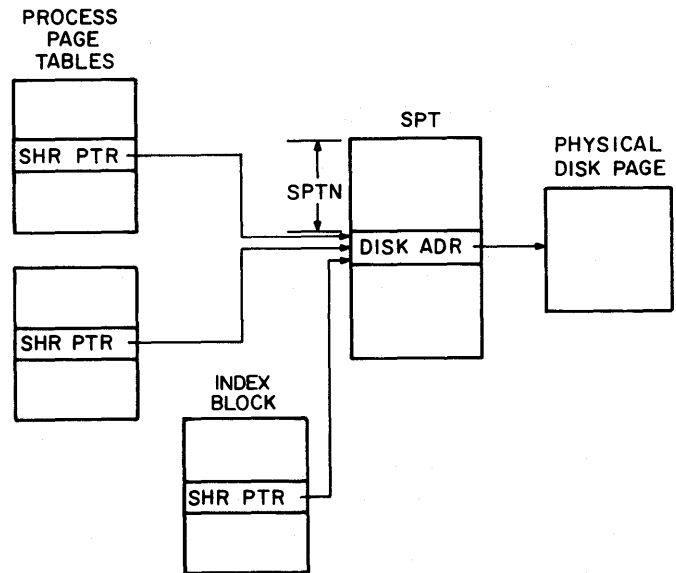 PROCESS
PAGE
TABLES
SHR PTR
SHR PTR
INDEX
BLOCK
SHR PTR
SPT
SPTN
DISK ADR
PHYSICAL
DISK PAGE